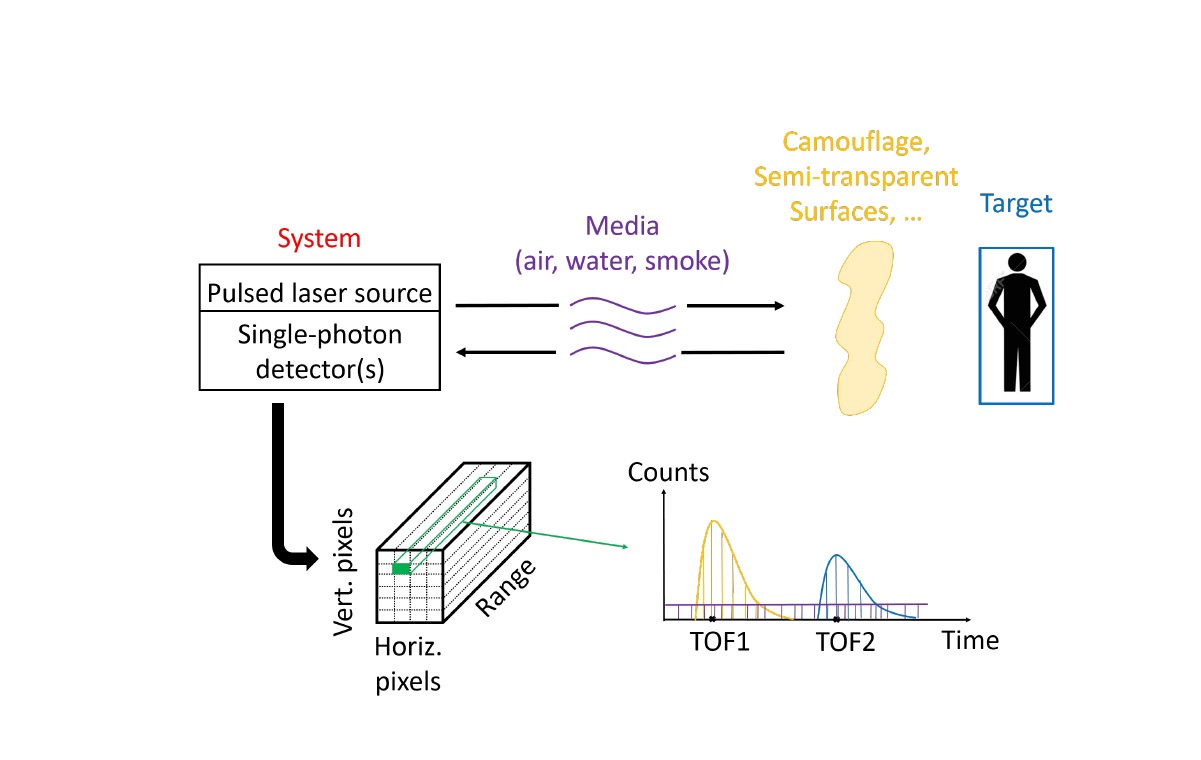 Camouflage,
Semi-transparent
Surfaces, ...
Target
Media
(air, water, smoke)
System
Pulsed laser source
Single-photon
detector(s)
Counts
Vert. pixels
Range
Horiz.
pixels
TOF1
TOF2
Time